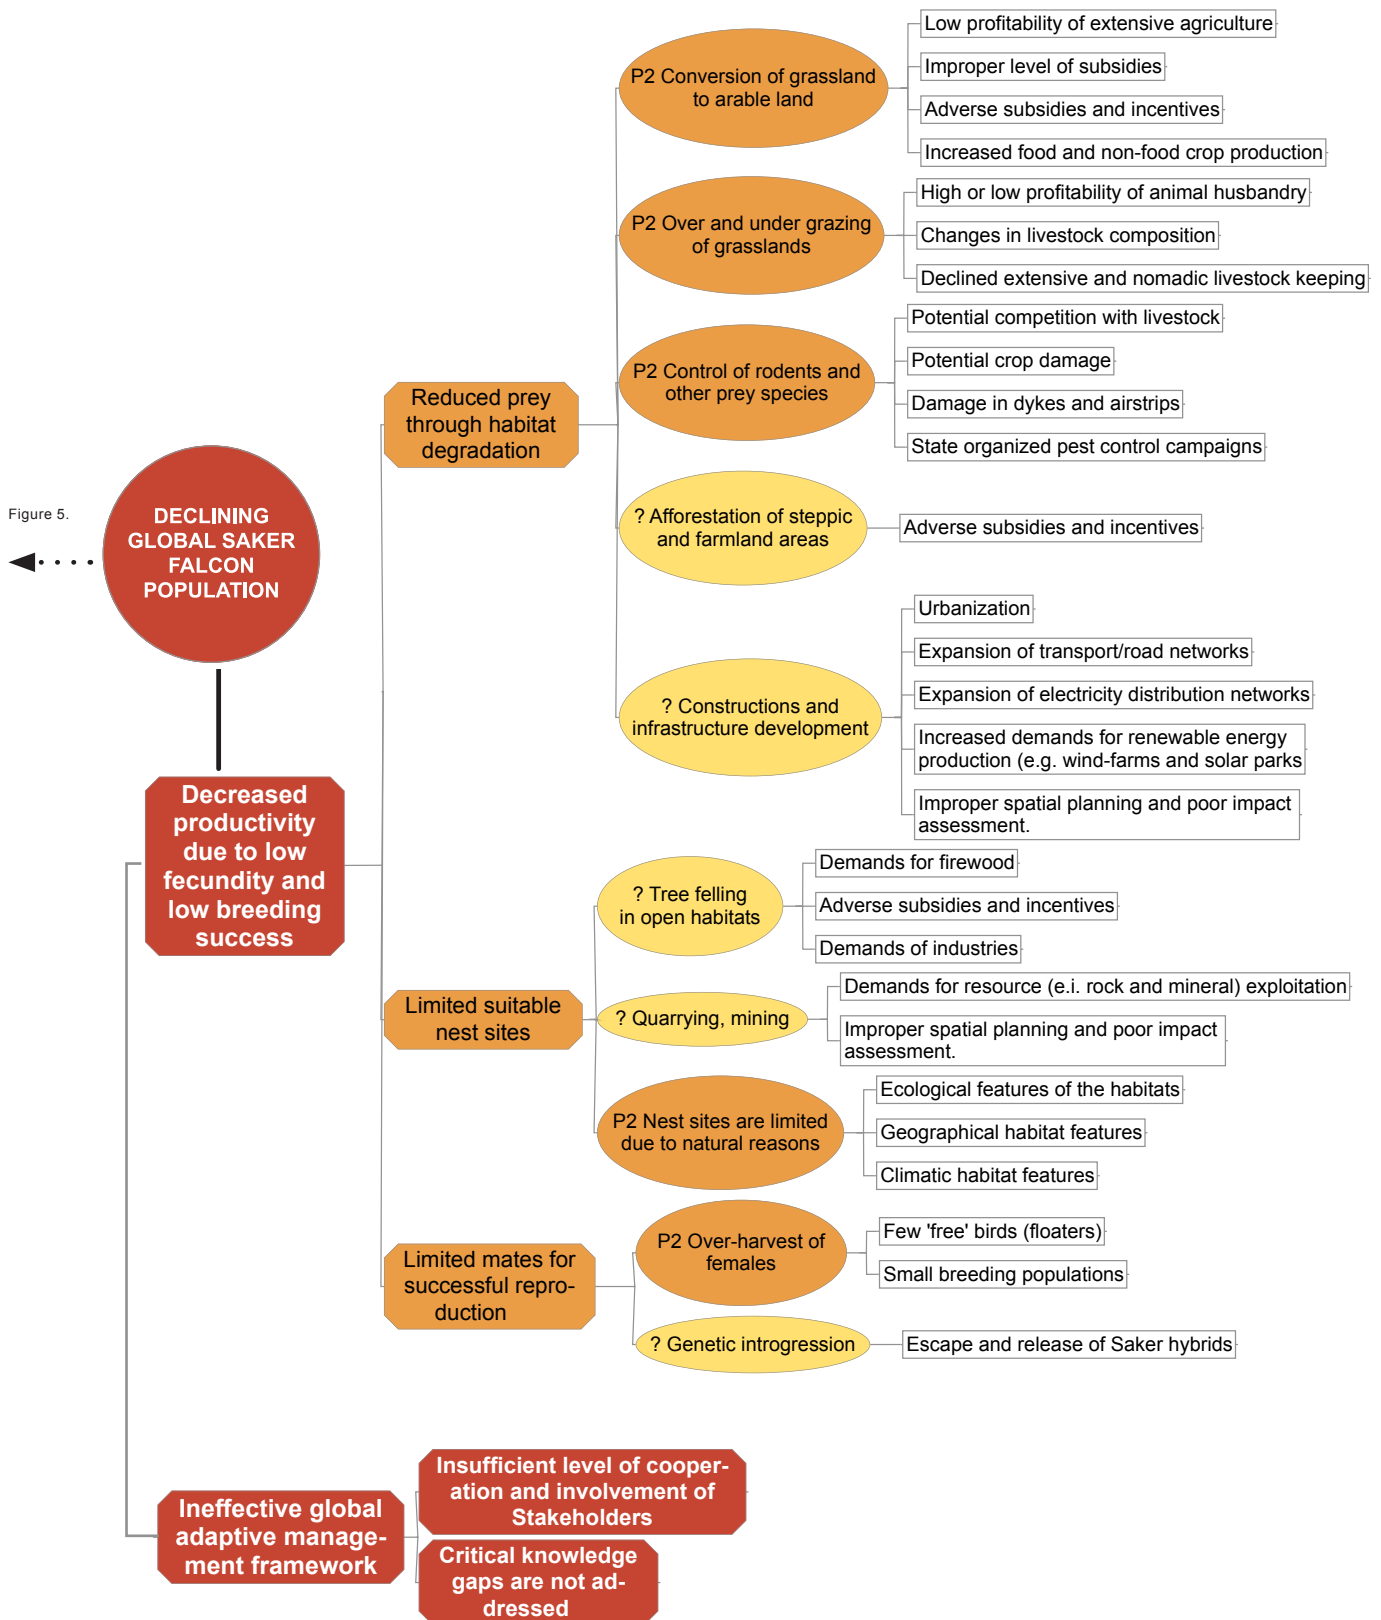 Figure 5.
DECLINING
GLOBAL SAKER
FALCON
POPULATION
Decreased
productivity
due to low
fecundity and
low breeding
success
Reduced prey
through habitat
degradation
P2 Conversion of grassland
to arable land
Low profitability of extensive agriculture
Improper level of subsidies
Adverse subsidies and incentives
Increased food and non-food crop production
P2 Over and under grazing
of grasslands
High or low profitability of animal husbandry
Changes in livestock composition
Declined extensive and nomadic livestock keeping
P2 Control of rodents and
other prey species
Potential competition with livestock
Potential crop damage
Damage in dykes and airstrips
State organized pest control campaigns
? Afforestation of steppic
and farmland areas
Adverse subsidies and incentives
? Constructions and
infrastructure development
Urbanization
Expansion of transport/road networks
Expansion of electricity distribution networks
Increased demands for renewable energy
production (e.g. wind-farms and solar parks
Improper spatial planning and poor impact
assessment.
Limited suitable
nest sites
? Tree felling
in open habitats
Demands for firewood
Adverse subsidies and incentives
Demands of industries
? Quarrying, mining
Demands for resource (e.i. rock and mineral) exploitation
Improper spatial planning and poor impact
assessment.
P2 Nest sites are limited
due to natural reasons
Ecological features of the habitats
Geographical habitat features
Climatic habitat features
Limited mates for
successful repro-
duction
P2 Over-harvest of
females
Few 'free' birds (floaters)
Small breeding populations
? Genetic introgression
Escape and release of Saker hybrids
Ineffective global
adaptive manage-
ment framework
Insufficient level of cooper-
ation and involvement of
Stakeholders
Critical knowledge
gaps are not ad-
dressed